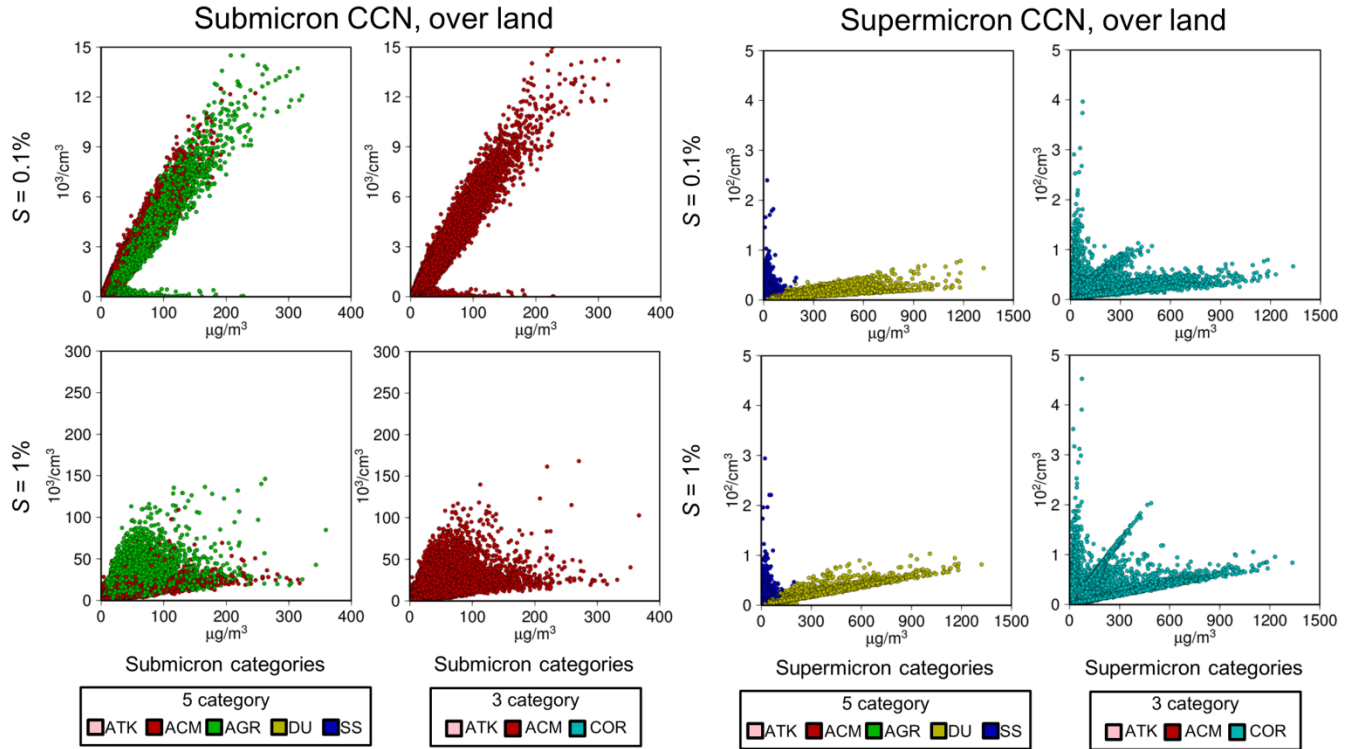 Submicron CCN, over land
Supermicron CCN, over land
S = 0.1%
10³/cm³
15
12
9
6
3
0
0 100 200 300 400
µg/m³
15
12
9
6
3
0
0 100 200 300 400
µg/m³
10³/cm³
S = 0.1%
10²/cm³
5
4
3
2
1
0
0 300 600 900 1200 1500
µg/m³
10²/cm³
5
4
3
2
1
0
0 300 600 900 1200 1500
µg/m³
S = 1%
10³/cm³
300
250
200
150
100
50
0
0 100 200 300 400
µg/m³
10³/cm³
300
250
200
150
100
50
0
0 100 200 300 400
µg/m³
S = 1%
10²/cm³
5
4
3
2
1
0
0 300 600 900 1200 1500
µg/m³
10²/cm³
5
4
3
2
1
0
0 300 600 900 1200 1500
µg/m³
Submicron categories
Submicron categories
Supermicron categories
Supermicron categories
5 category
ATK ACM AGR DU SS
3 category
ATK ACM COR
5 category
ATK ACM AGR DU SS
3 category
ATK ACM COR